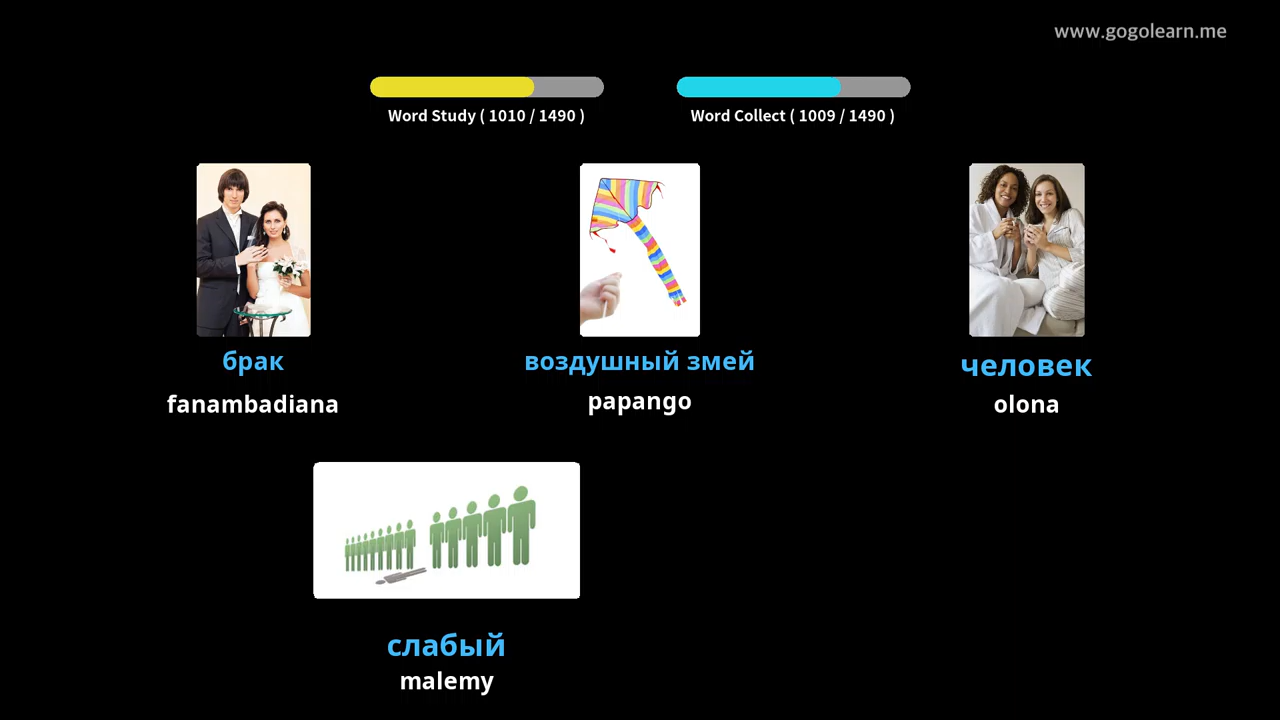 www.gogolearn.me
Word Study ( 1010 / 1490 )
Word Collect ( 1009 / 1490 )
брак
fanambadiana
воздушный змей
papango
человек
olona
слабый
malemy